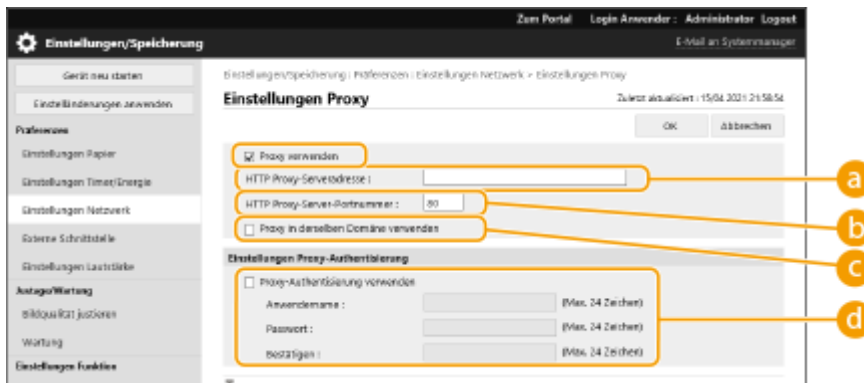 Zum Portal Login Anwender : Administrator Logout
Einstellungen/Speicherung E-Mail an Systemmanager
Gerät neu starten
Einstelländerungen anwenden
Präferenzen
Einstellungen Papier
Einstellungen Timer/Energie
Einstellungen Netzwerk
Externe Schnittstelle
Einstellungen Lautstärke
Justage/Wartung
Bildqualität justieren
Wartung
Einstellungen Funktion
Einstellungen/Speicherung : Präferenzen : Einstellungen Netzwerk > Einstellungen Proxy
Einstellungen Proxy Zuletzt aktualisiert : 15/04 2021 21:58:54
OK Abbrechen
Proxy verwenden
HTTP Proxy-Serveradresse : a
HTTP Proxy-Server-Portnummer : 80 b
Proxy in derselben Domäne verwenden c
Einstellungen Proxy-Authentisierung
Proxy-Authentisierung verwenden
Anwendername : (Max. 24 Zeichen) d
Passwort : (Max. 24 Zeichen)
Bestätigen : (Max. 24 Zeichen)